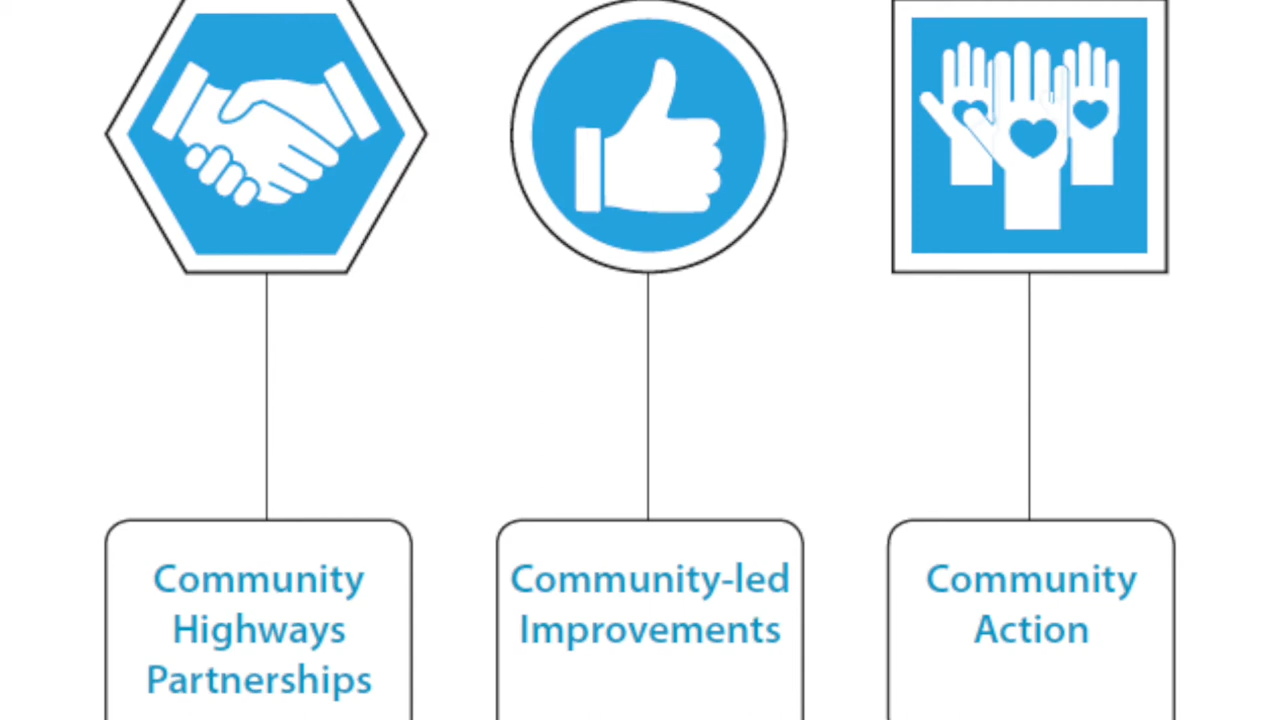 Community
Highways
Partnerships
Community-led
Improvements
Community
Action